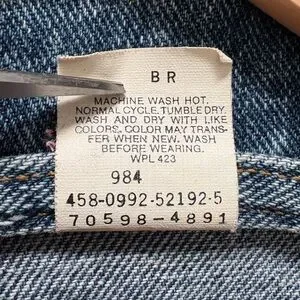 BR
MACHINE WASH HOT.
NORMAL CYCLE. TUMBLE DRY.
WASH AND DRY WITH LIKE
COLORS. COLOR MAY TRANS-
FER WHEN NEW. WASH
BEFORE WEARING.
WPL 423
984
458-0992-52192-5
70598-4891